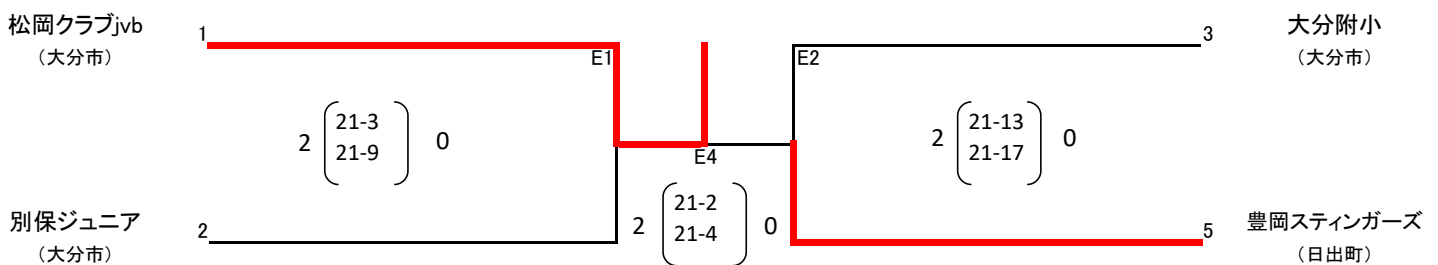 松岡クラブjvb
（大分市）
1
E1
E2
3
大分附小
（大分市）
2
21-3
21-9
0
2
21-13
21-17
0
E4
別保ジュニア
（大分市）
2
2
21-2
21-4
0
5
豊岡スティンガーズ
（日出町）